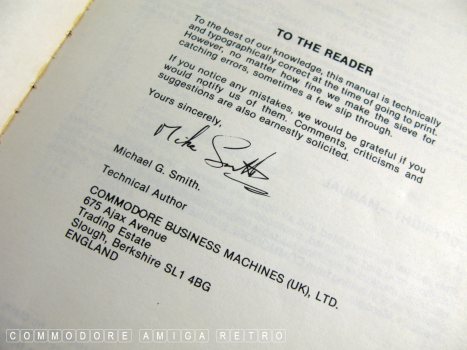 TO THE READER
To the best of our knowledge, this manual is technically
and typographically correct at the time of going to print.
However, no matter how fine we make the sieve for
catching errors, sometimes a few slip through.
If you notice any mistakes, we would be grateful if you
would notify us of them. Comments, criticisms and
suggestions are also earnestly solicited.
Yours sincerely,
Mike Smith
Michael G. Smith.
Technical Author
COMMODORE BUSINESS MACHINES (UK), LTD.
675 Ajax Avenue
Trading Estate
Slough, Berkshire SL1 4BG
ENGLAND
COMMODORE AMIGA RETRO